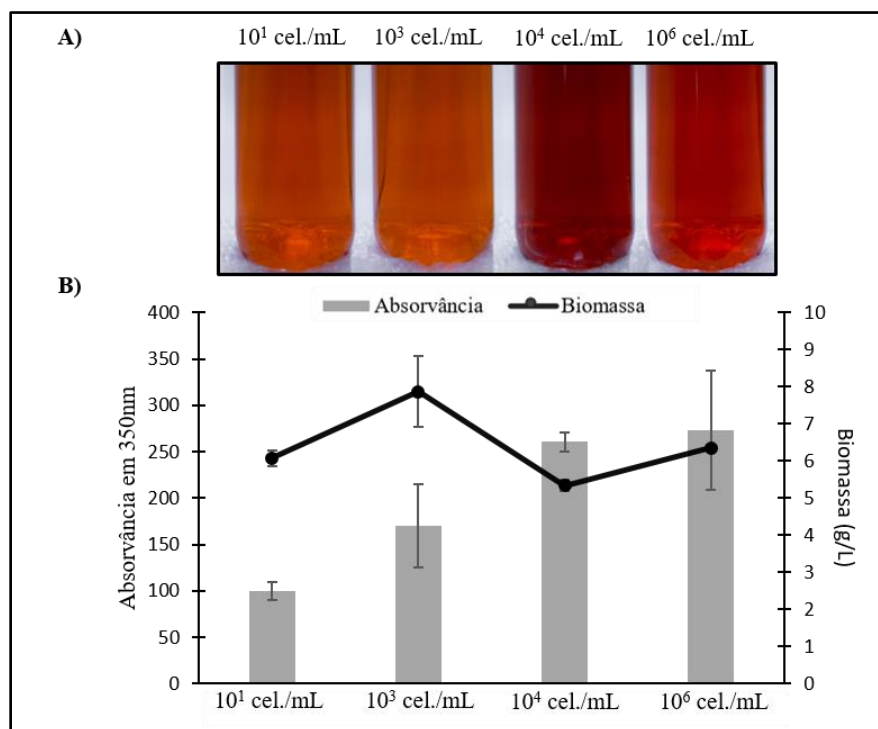 A)
10¹ cel./mL 10³ cel./mL 10⁴ cel./mL 10⁶ cel./mL
B)
Absorvância Biomassa
400
350
300
250
200
150
100
50
0
Absorvância em 350nm
10
9
8
7
6
5
4
3
2
1
0
Biomassa (g/L)
10¹ cel./mL 10³ cel./mL 10⁴ cel./mL 10⁶ cel./mL